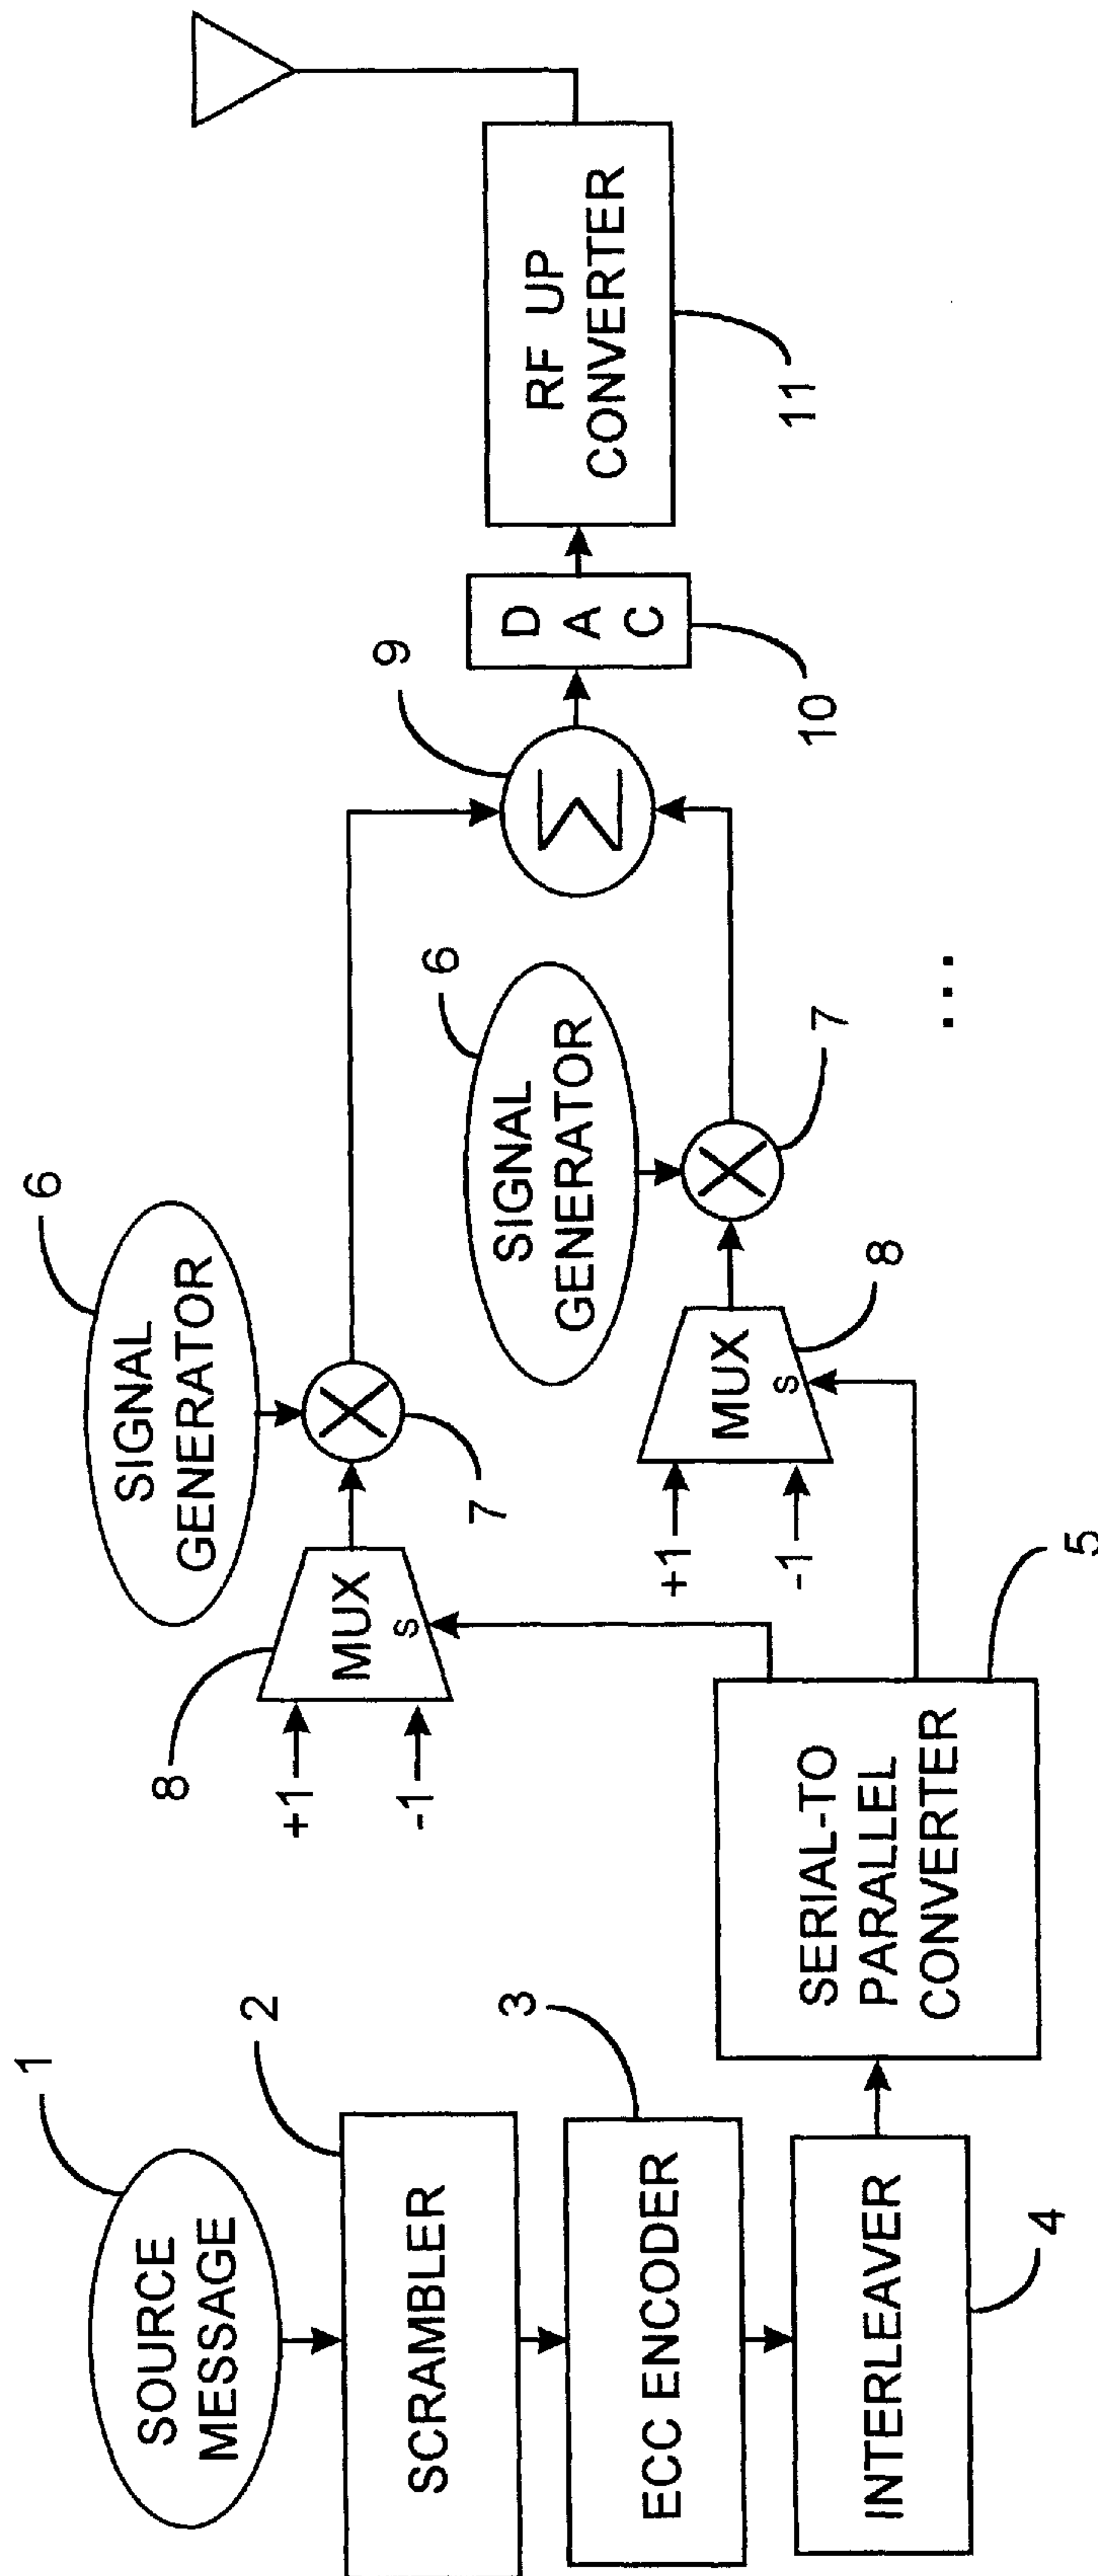 1
SOURCE
MESSAGE
2
SCRAMBLER
3
ECC ENCODER
INTERLEAVER
4
SERIAL-TO
PARALLEL
CONVERTER
5
8
+1
-1
MUX
s
6
SIGNAL
GENERATOR
7
+1
-1
MUX
s
8
6
SIGNAL
GENERATOR
7
...
9
Σ
D
A
C
10
RF UP
CONVERTER
11